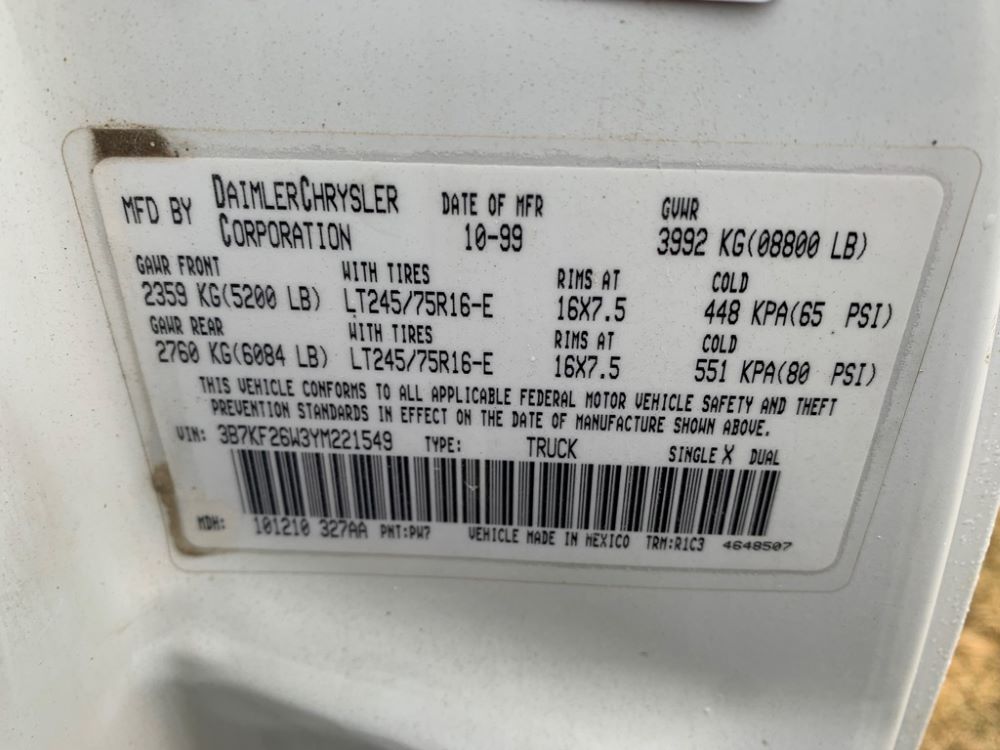 MFD BY DAIMLERCHRYSLER CORPORATION DATE OF MFR 10-99 GVWR 3992 KG(08800 LB)
GAWR FRONT WITH TIRES RIMS AT COLD
2359 KG(5200 LB) LT245/75R16-E 16X7.5 448 KPA(65 PSI)
GAWR REAR WITH TIRES RIMS AT COLD
2760 KG(6084 LB) LT245/75R16-E 16X7.5 551 KPA(80 PSI)
THIS VEHICLE CONFORMS TO ALL APPLICABLE FEDERAL MOTOR VEHICLE SAFETY AND THEFT
PREVENTION STANDARDS IN EFFECT ON THE DATE OF MANUFACTURE SHOWN ABOVE.
VIN: 3B7KF26W3YM221549 TYPE: TRUCK SINGLE X DUAL
MDH: 101210 327AA PNT:PW7 VEHICLE MADE IN MEXICO TRM:R1C3 4648507